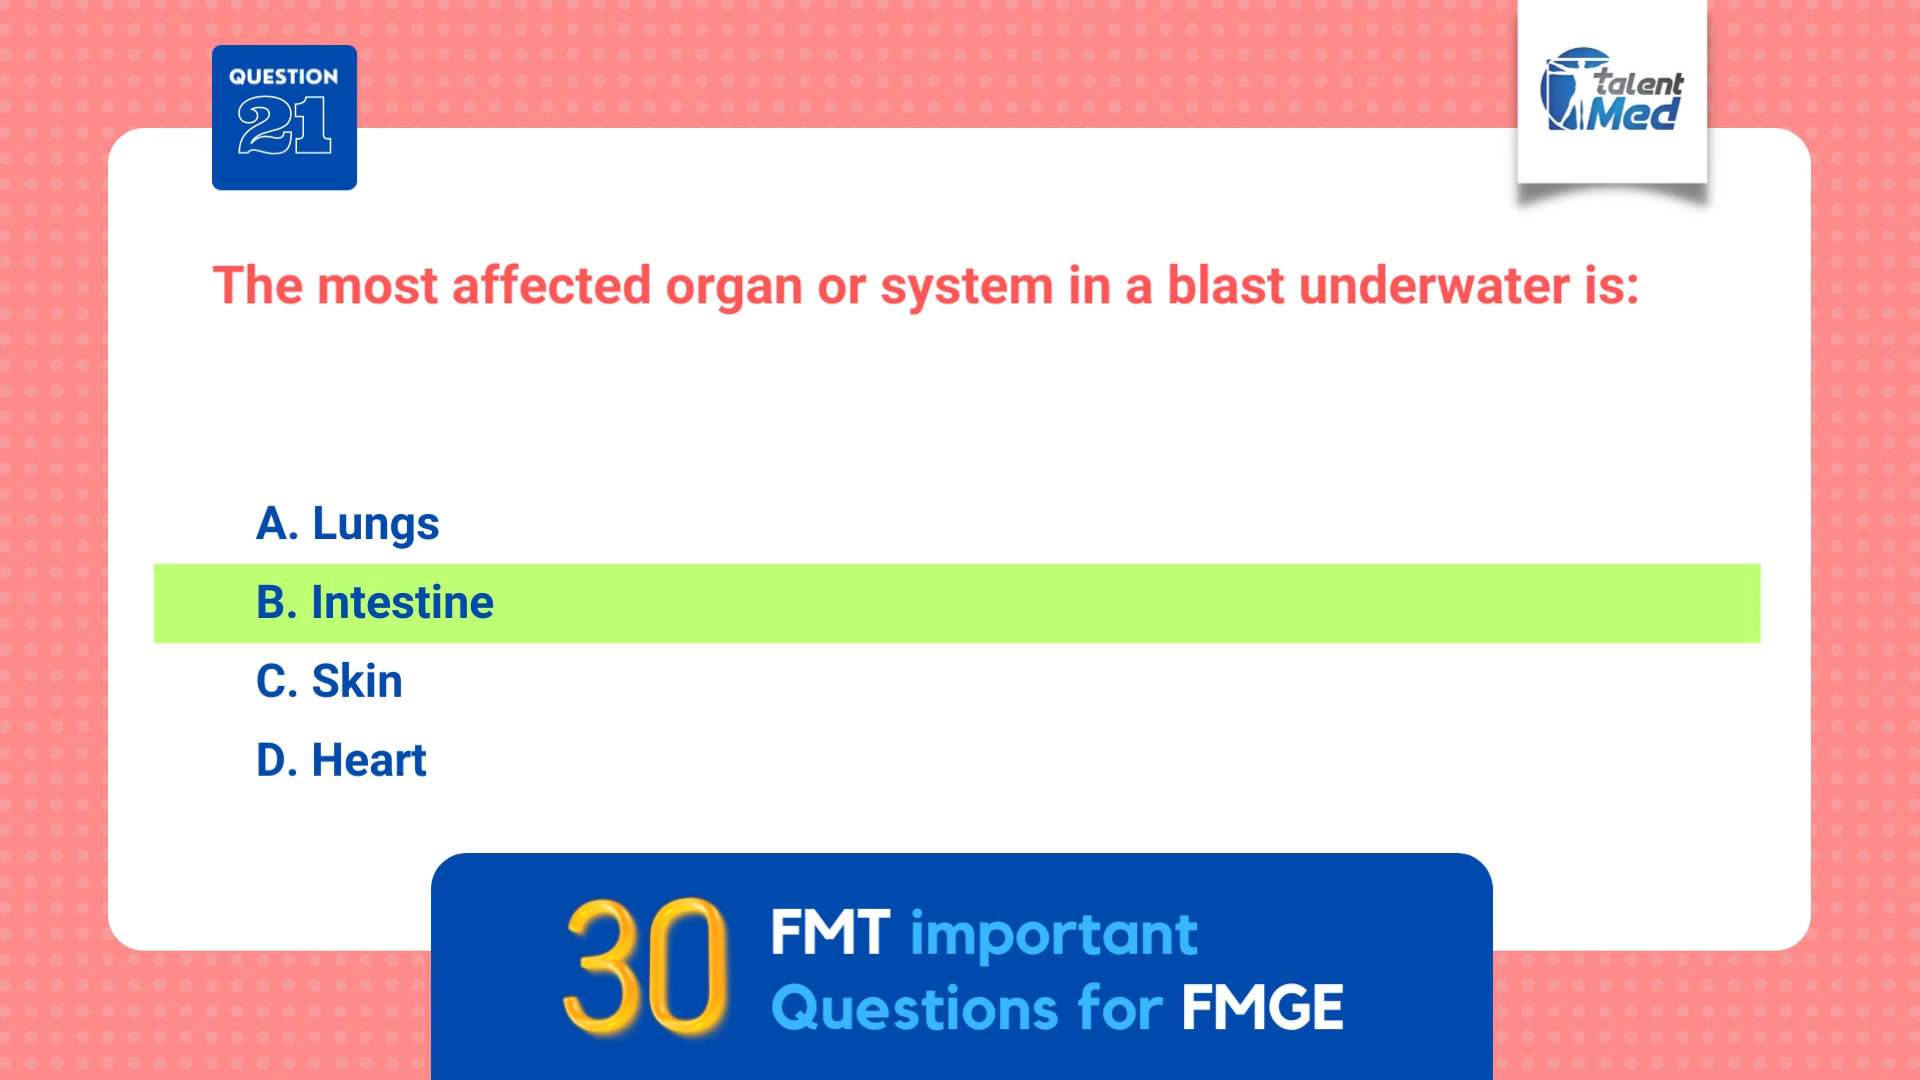 QUESTION
21
talent
Med
The most affected organ or system in a blast underwater is:
A. Lungs
B. Intestine
C. Skin
D. Heart
30 FMT important
Questions for FMGE